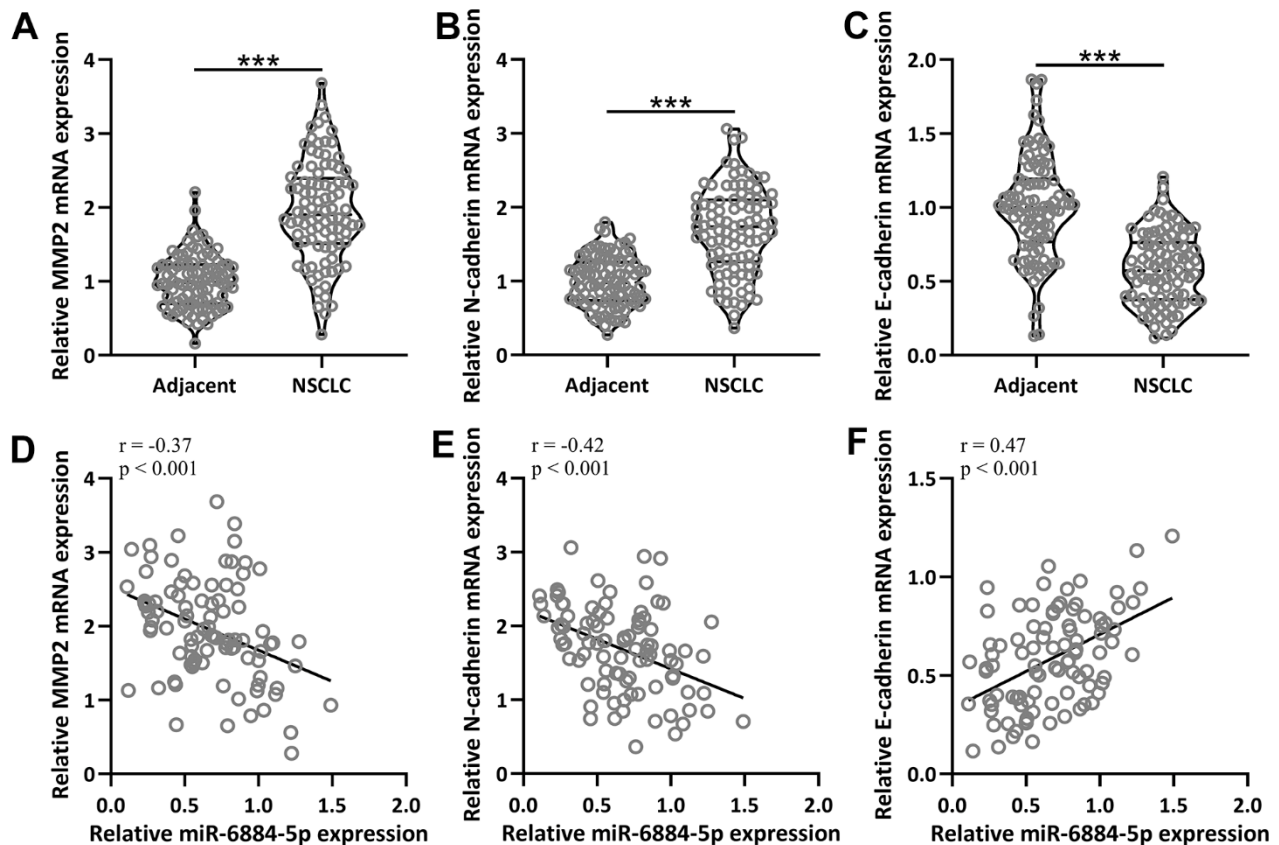 A
Relative MMP2 mRNA expression
4
3
2
1
0
***
Adjacent
NSCLC
B
Relative N-cadherin mRNA expression
4
3
2
1
0
***
Adjacent
NSCLC
C
Relative E-cadherin mRNA expression
2.0
1.5
1.0
0.5
0.0
***
Adjacent
NSCLC
D
r = -0.37
p < 0.001
Relative MMP2 mRNA expression
4
3
2
1
0
0.0 0.5 1.0 1.5 2.0
Relative miR-6884-5p expression
E
r = -0.42
p < 0.001
Relative N-cadherin mRNA expression
4
3
2
1
0
0.0 0.5 1.0 1.5 2.0
Relative miR-6884-5p expression
F
r = 0.47
p < 0.001
Relative E-cadherin mRNA expression
1.5
1.0
0.5
0.0
0.0 0.5 1.0 1.5 2.0
Relative miR-6884-5p expression